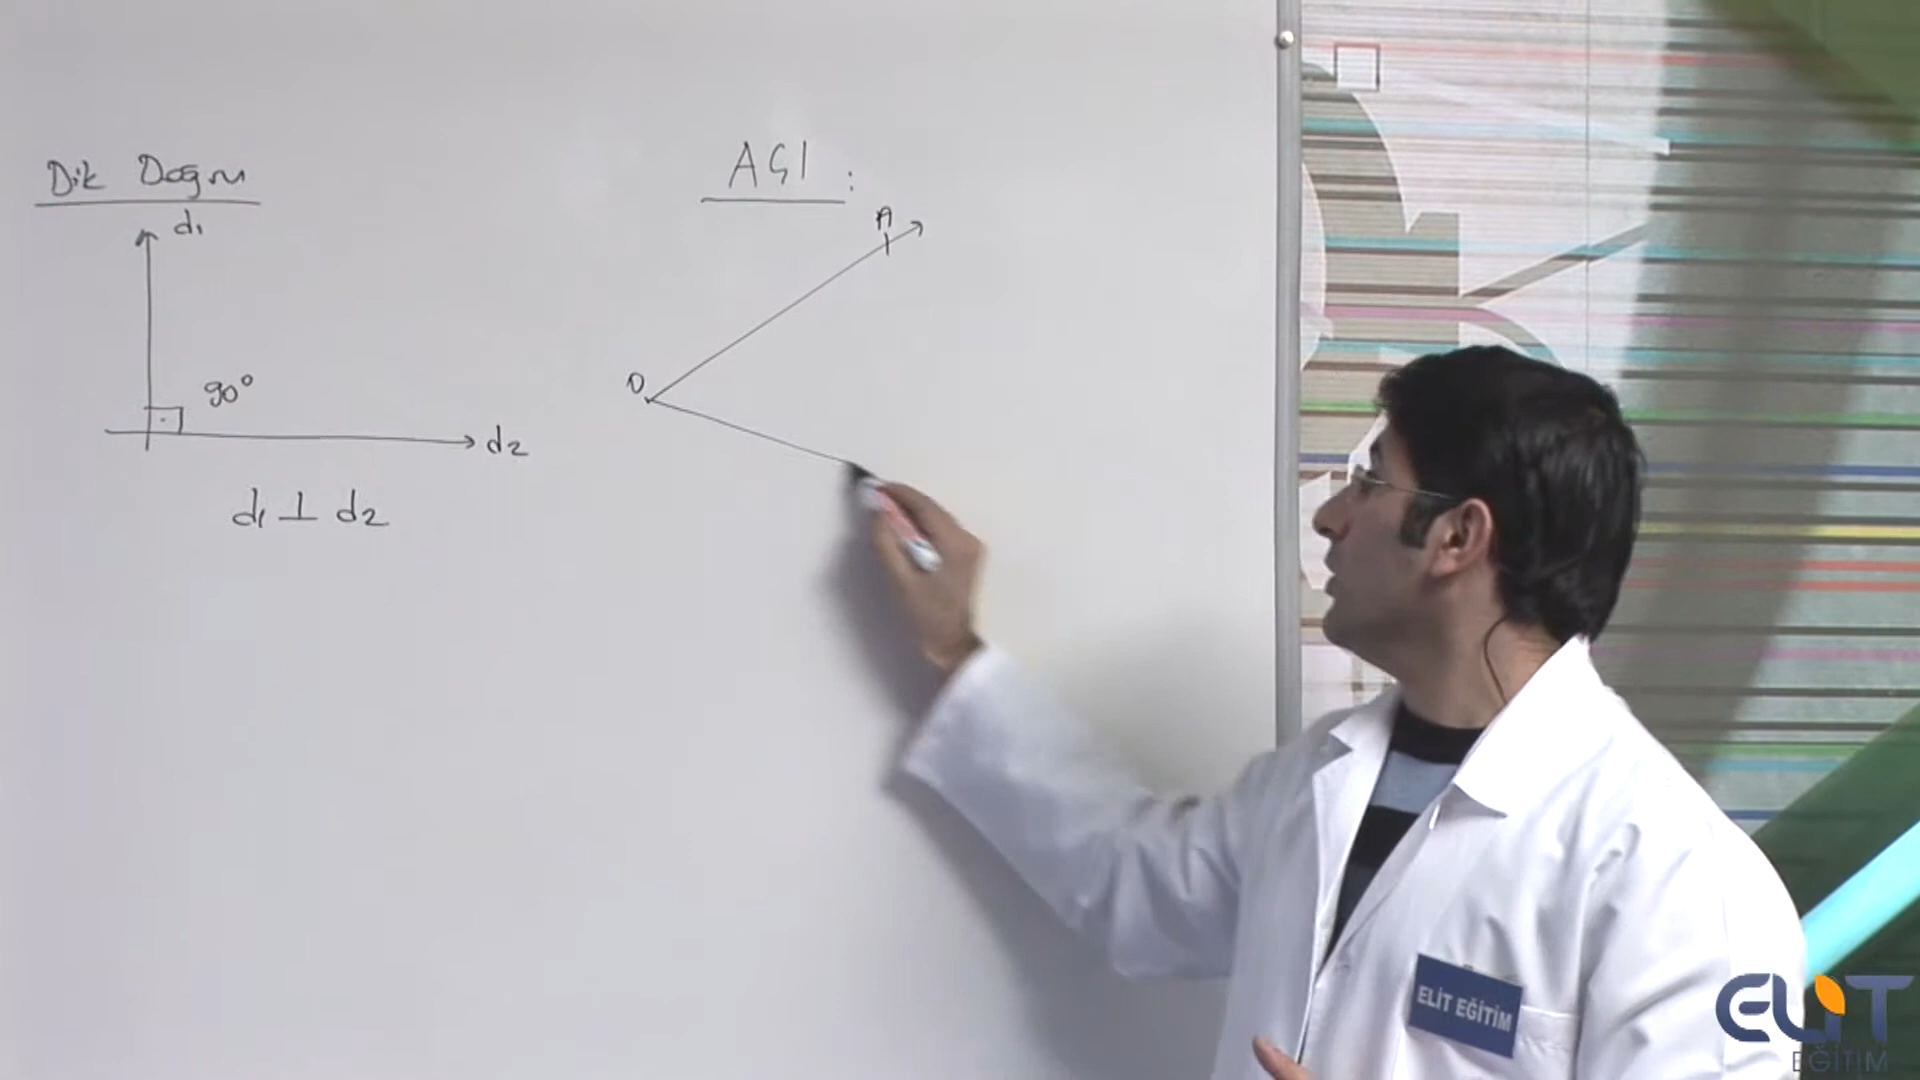 Dik Doğru
d1
90°
d2
d1 ⊥ d2
AÇI :
A
O
ELİT EĞİTİM
ELİT
EĞİTİM